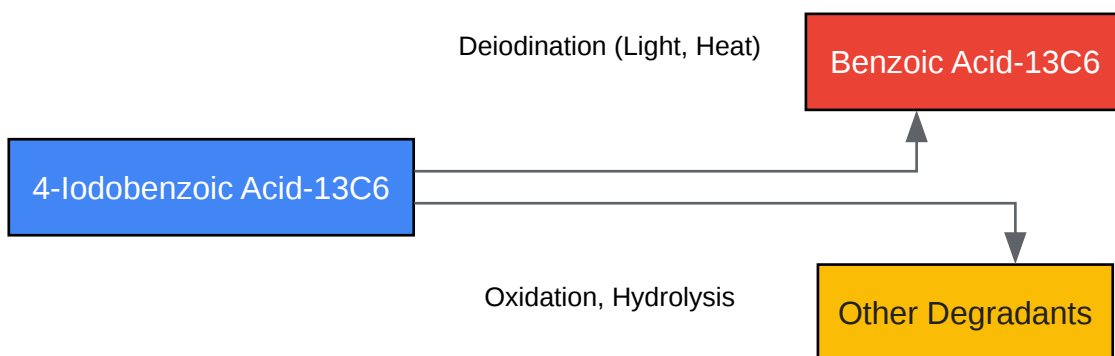 Deiodination (Light, Heat)
Benzoic Acid-13C6
4-Iodobenzoic Acid-13C6
Oxidation, Hydrolysis
Other Degradants